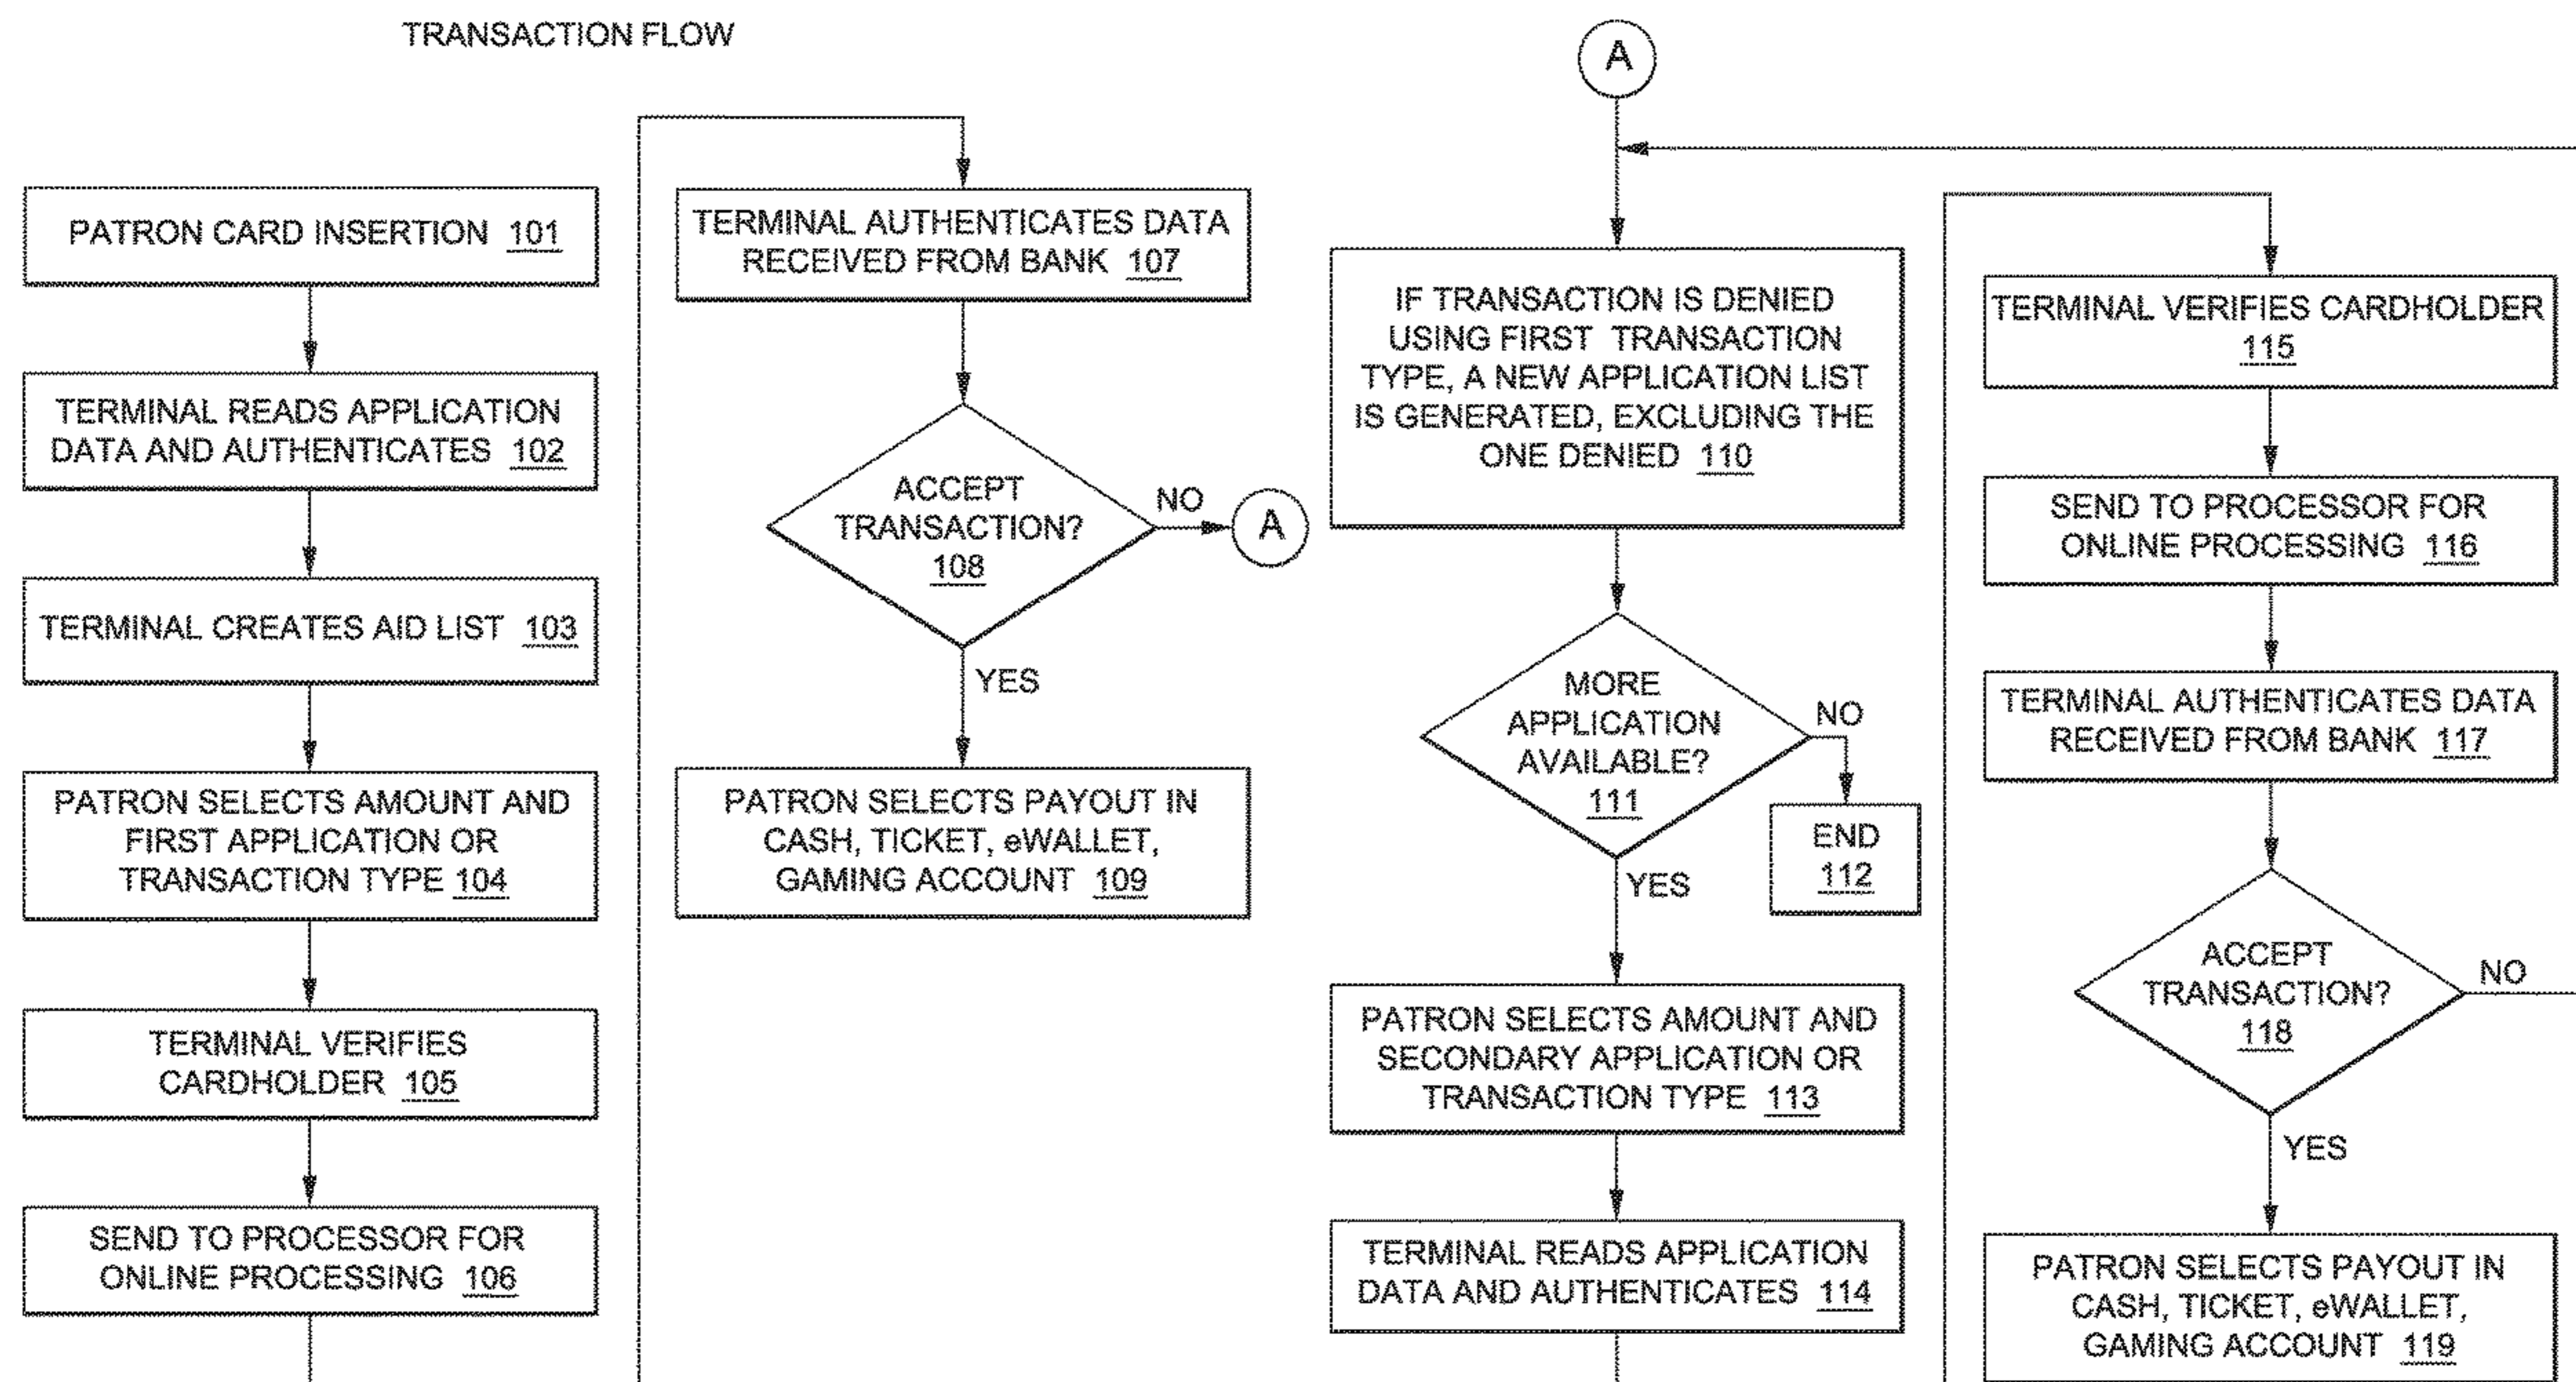 TRANSACTION FLOW
PATRON CARD INSERTION 101
TERMINAL READS APPLICATION
DATA AND AUTHENTICATES 102
TERMINAL CREATES AID LIST 103
PATRON SELECTS AMOUNT AND
FIRST APPLICATION OR
TRANSACTION TYPE 104
TERMINAL VERIFIES
CARDHOLDER 105
SEND TO PROCESSOR FOR
ONLINE PROCESSING 106
TERMINAL AUTHENTICATES DATA
RECEIVED FROM BANK 107
ACCEPT
TRANSACTION?
108
NO
A
YES
PATRON SELECTS PAYOUT IN
CASH, TICKET, eWALLET,
GAMING ACCOUNT 109
A
IF TRANSACTION IS DENIED
USING FIRST TRANSACTION
TYPE, A NEW APPLICATION LIST
IS GENERATED, EXCLUDING THE
ONE DENIED 110
MORE
APPLICATION
AVAILABLE?
111
NO
END
112
YES
PATRON SELECTS AMOUNT AND
SECONDARY APPLICATION OR
TRANSACTION TYPE 113
TERMINAL READS APPLICATION
DATA AND AUTHENTICATES 114
TERMINAL VERIFIES CARDHOLDER
115
SEND TO PROCESSOR FOR
ONLINE PROCESSING 116
TERMINAL AUTHENTICATES DATA
RECEIVED FROM BANK 117
ACCEPT
TRANSACTION?
118
NO
YES
PATRON SELECTS PAYOUT IN
CASH, TICKET, eWALLET,
GAMING ACCOUNT 119